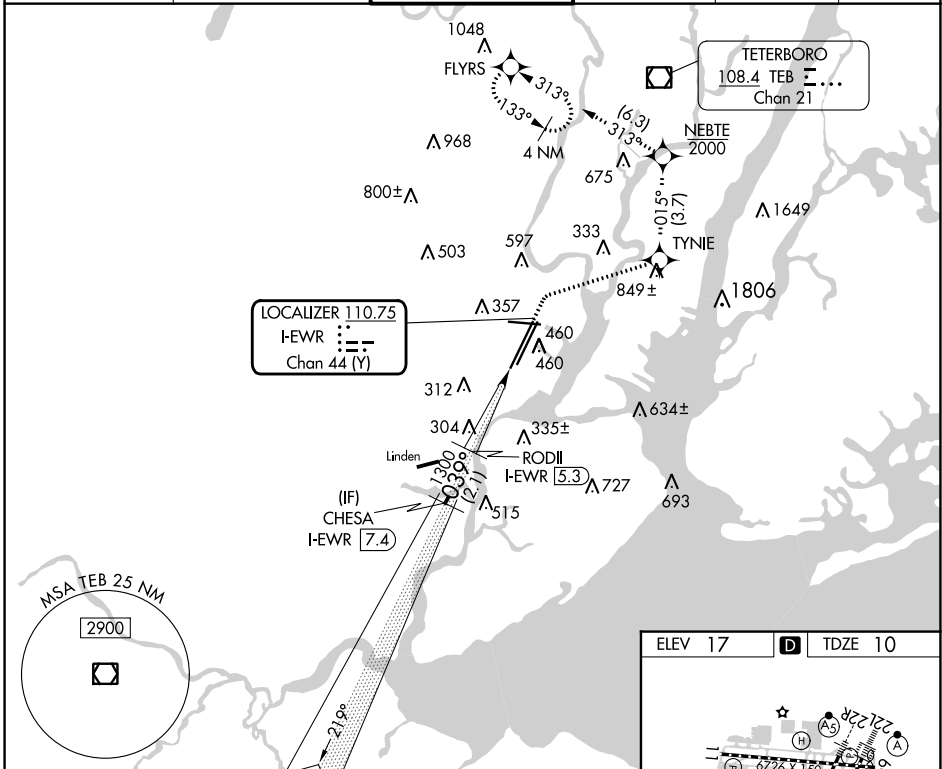 1048
FLYRS
313°
133°
4 NM
(6.3)
313°
TETERBORO
108.4 TEB
Chan 21
NEBTE
2000
968
675
800±
015°
(3.7)
1649
503
597
333
TYNIE
849±
1806
LOCALIZER 110.75
I-EWR
Chan 44 (Y)
357
460
460
312
634±
304
335±
Linden
1300
039°
(2.1)
RODII
I-EWR 5.3
727
693
(IF)
CHESA
I-EWR 7.4
515
MSA TEB 25 NM
2900
219°
ELEV 17
D
TDZE 10
A5
22R
22L
H
A
11
6726 X 150
P